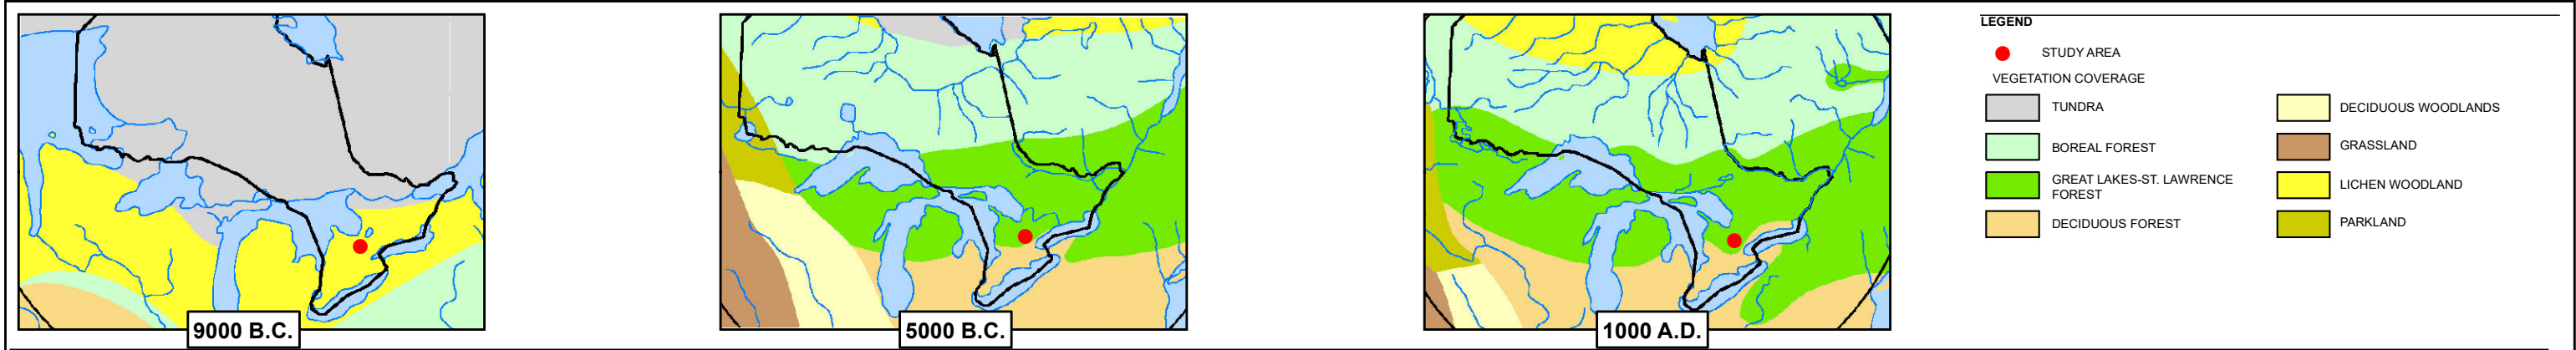 9000 B.C.
5000 B.C.
1000 A.D.
LEGEND
STUDY AREA
VEGETATION COVERAGE
TUNDRA
BOREAL FOREST
GREAT LAKES-ST. LAWRENCE
FOREST
DECIDUOUS FOREST
DECIDUOUS WOODLANDS
GRASSLAND
LICHEN WOODLAND
PARKLAND